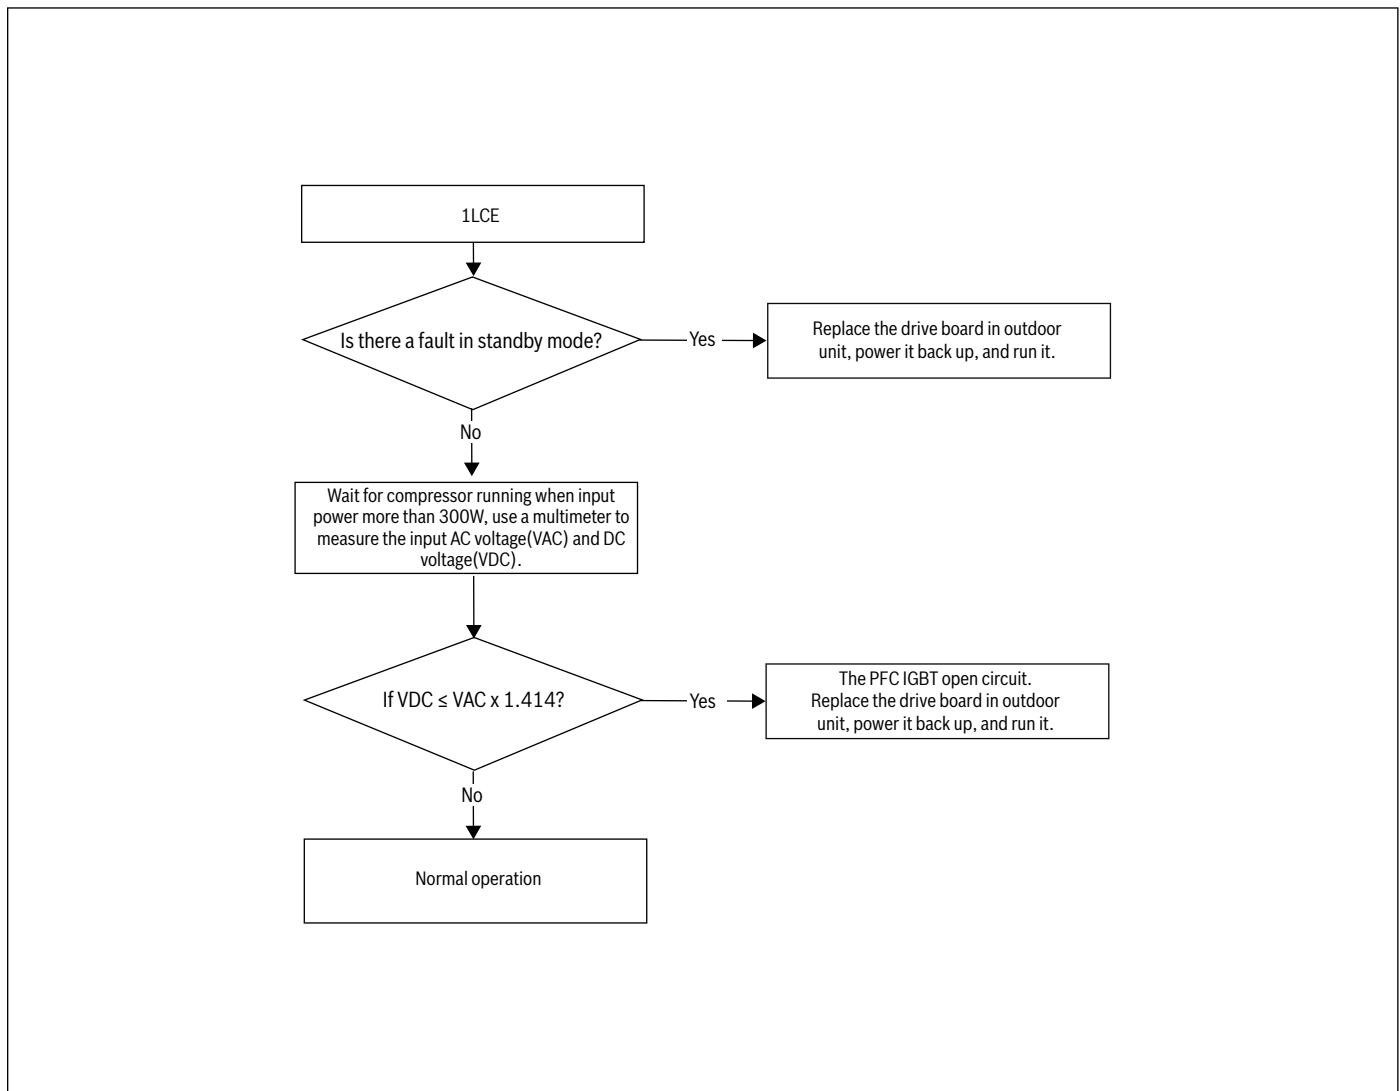 1LCE
Is there a fault in standby mode?
Yes
Replace the drive board in outdoor
unit, power it back up, and run it.
No
Wait for compressor running when input
power more than 300W, use a multimeter to
measure the input AC voltage(VAC) and DC
voltage(VDC).
If VDC ≤ VAC x 1.414?
Yes
The PFC IGBT open circuit.
Replace the drive board in outdoor
unit, power it back up, and run it.
No
Normal operation